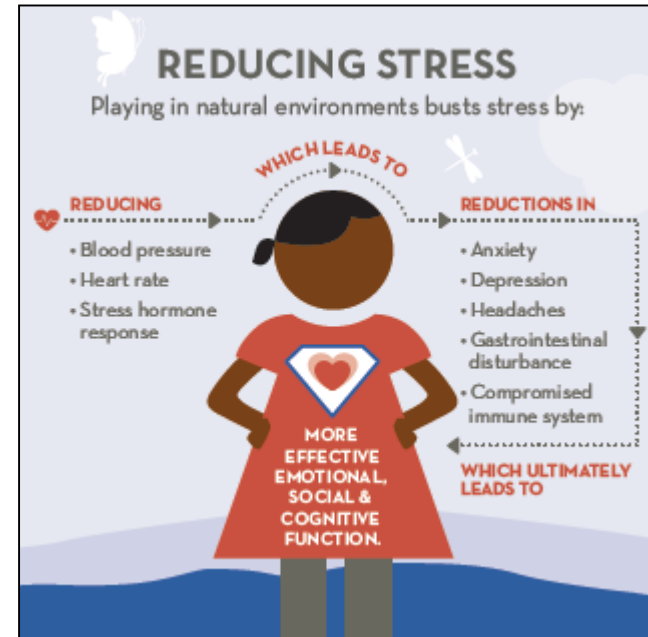 REDUCING STRESS
Playing in natural environments busts stress by:
REDUCING
• Blood pressure
• Heart rate
• Stress hormone
response
WHICH LEADS TO
REDUCTIONS IN
• Anxiety
• Depression
• Headaches
• Gastrointestinal
disturbance
• Compromised
immune system
WHICH ULTIMATELY
LEADS TO
MORE
EFFECTIVE
EMOTIONAL,
SOCIAL &
COGNITIVE
FUNCTION.